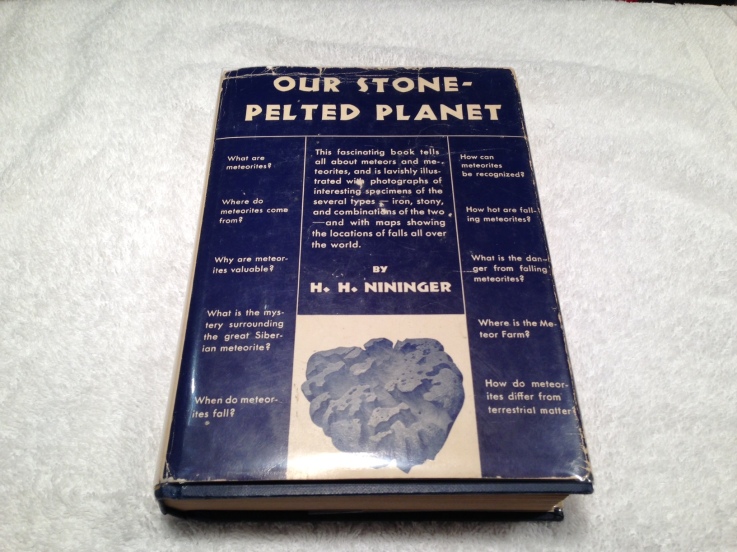 OUR STONE-
PELTED PLANET
What are
meteorites?
Where do
meteorites come
from?
Why are meteor-
ites valuable?
What is the mys-
tery surrounding
the great Siber-
ian meteorite?
When do meteor-
ites fall?
This fascinating book tells
all about meteors and me-
teorites, and is lavishly illus-
trated with photographs of
interesting specimens of the
several types — iron, stony,
and combinations of the two
—and with maps showing
the locations of falls all over
the world.
BY
H. H. NININGER
How can
meteorites
be recognized?
How hot are fall-
ing meteorites?
What is the dan-
ger from falling
meteorites?
Where is the Me-
teor Farm?
How do meteor-
ites differ from
terrestrial matter?